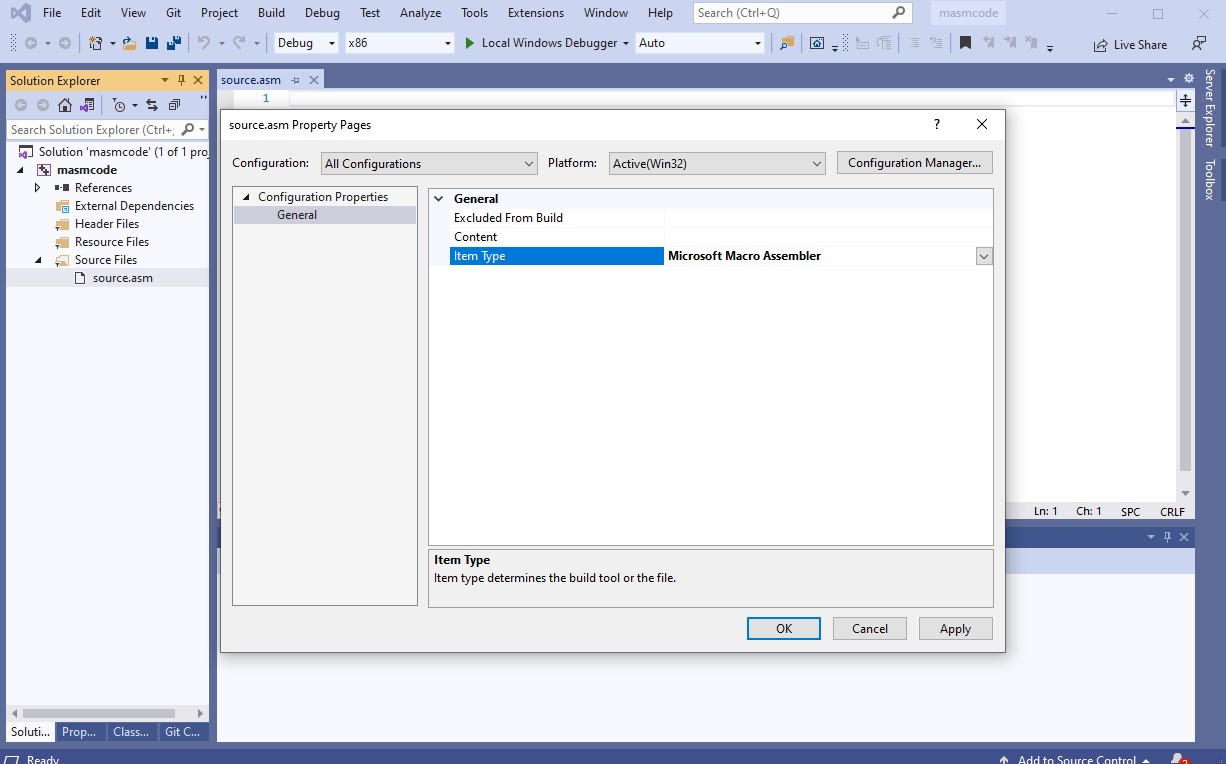 File Edit View Git Project Build Debug Test Analyze Tools Extensions Window Help Search (Ctrl+Q) masmcode
Debug x86 Local Windows Debugger Auto Live Share
Solution Explorer
Search Solution Explorer (Ctrl+;
Solution 'masmcode' (1 of 1 proj
masmcode
References
External Dependencies
Header Files
Resource Files
Source Files
source.asm
Soluti... Prop... Class... Git C...
source.asm
1
source.asm Property Pages ?
Configuration: All Configurations Platform: Active(Win32) Configuration Manager...
Configuration Properties
General
General
Excluded From Build
Content
Item Type Microsoft Macro Assembler
Item Type
Item type determines the build tool or the file.
OK Cancel Apply
Ln: 1 Ch: 1 SPC CRLF
Server Explorer
Toolbox
Ready Add to Source Control 2